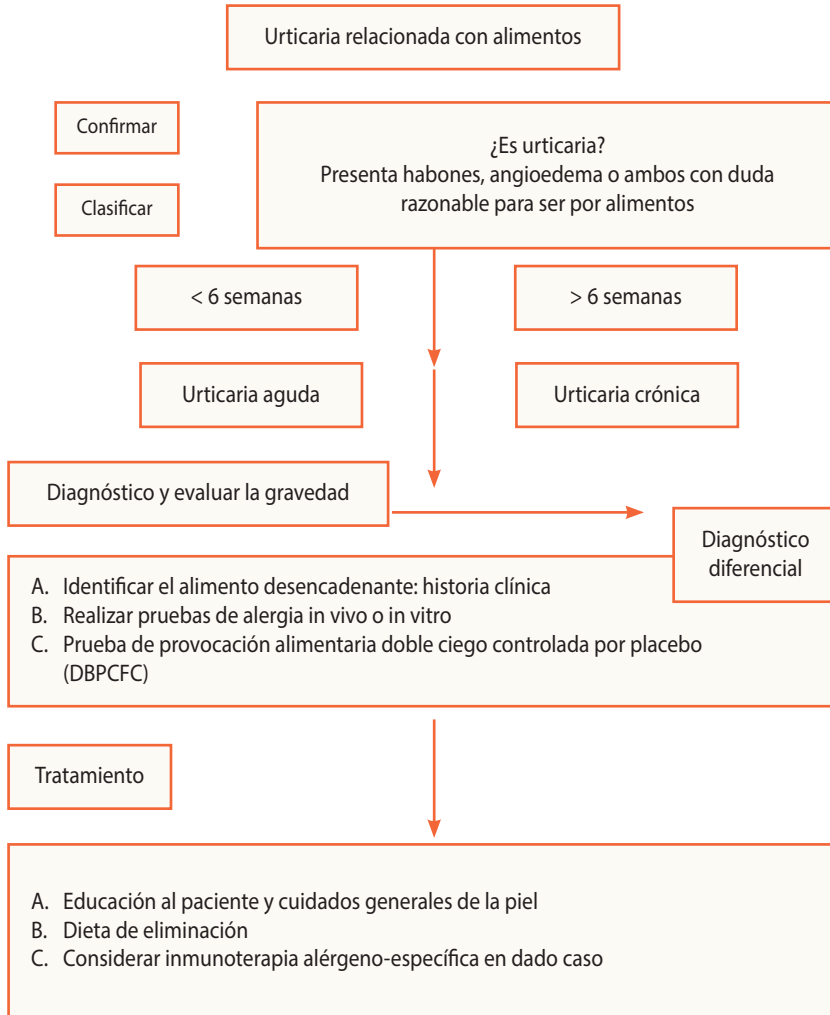 Urticaria relacionada con alimentos
Confirmar
¿Es urticaria?
Presenta habones, angioedema o ambos con duda
razonable para ser por alimentos
Clasificar
< 6 semanas
> 6 semanas
Urticaria aguda
Urticaria crónica
Diagnóstico y evaluar la gravedad
Diagnóstico
diferencial
A. Identificar el alimento desencadenante: historia clínica
B. Realizar pruebas de alergia in vivo o in vitro
C. Prueba de provocación alimentaria doble ciego controlada por placebo
(DBPCFC)
Tratamiento
A. Educación al paciente y cuidados generales de la piel
B. Dieta de eliminación
C. Considerar inmunoterapia alérgeno-específica en dado caso